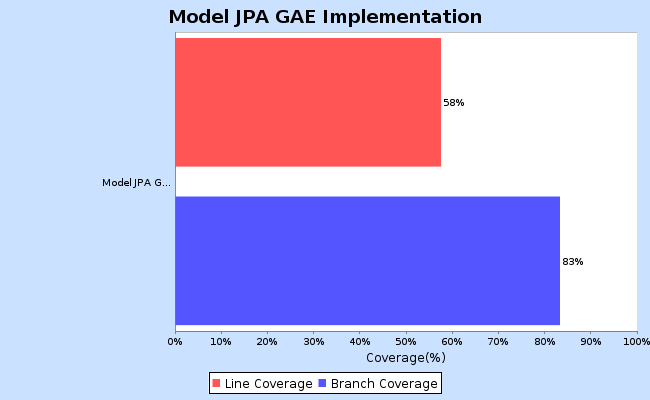 Model JPA GAE Implementation
58%
Model JPA G...
83%
0% 10% 20% 30% 40% 50% 60% 70% 80% 90% 100%
Coverage(%)
Line Coverage Branch Coverage